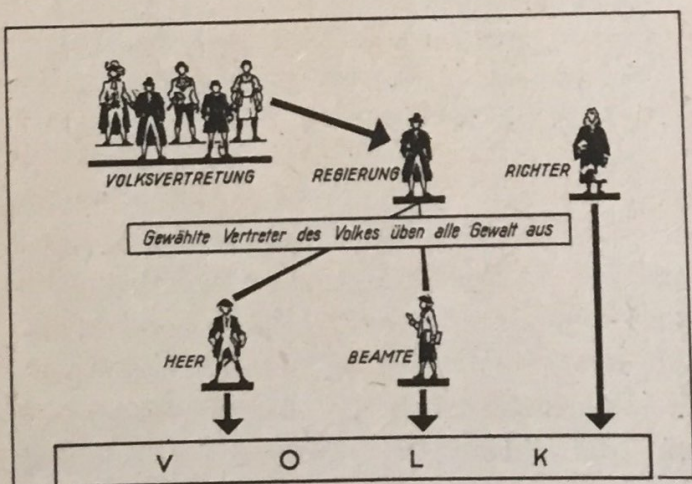 VOLKSVERTRETUNG
REGIERUNG
RICHTER
Gewählte Vertreter des Volkes üben alle Gewalt aus
HEER
BEAMTE
V O L K